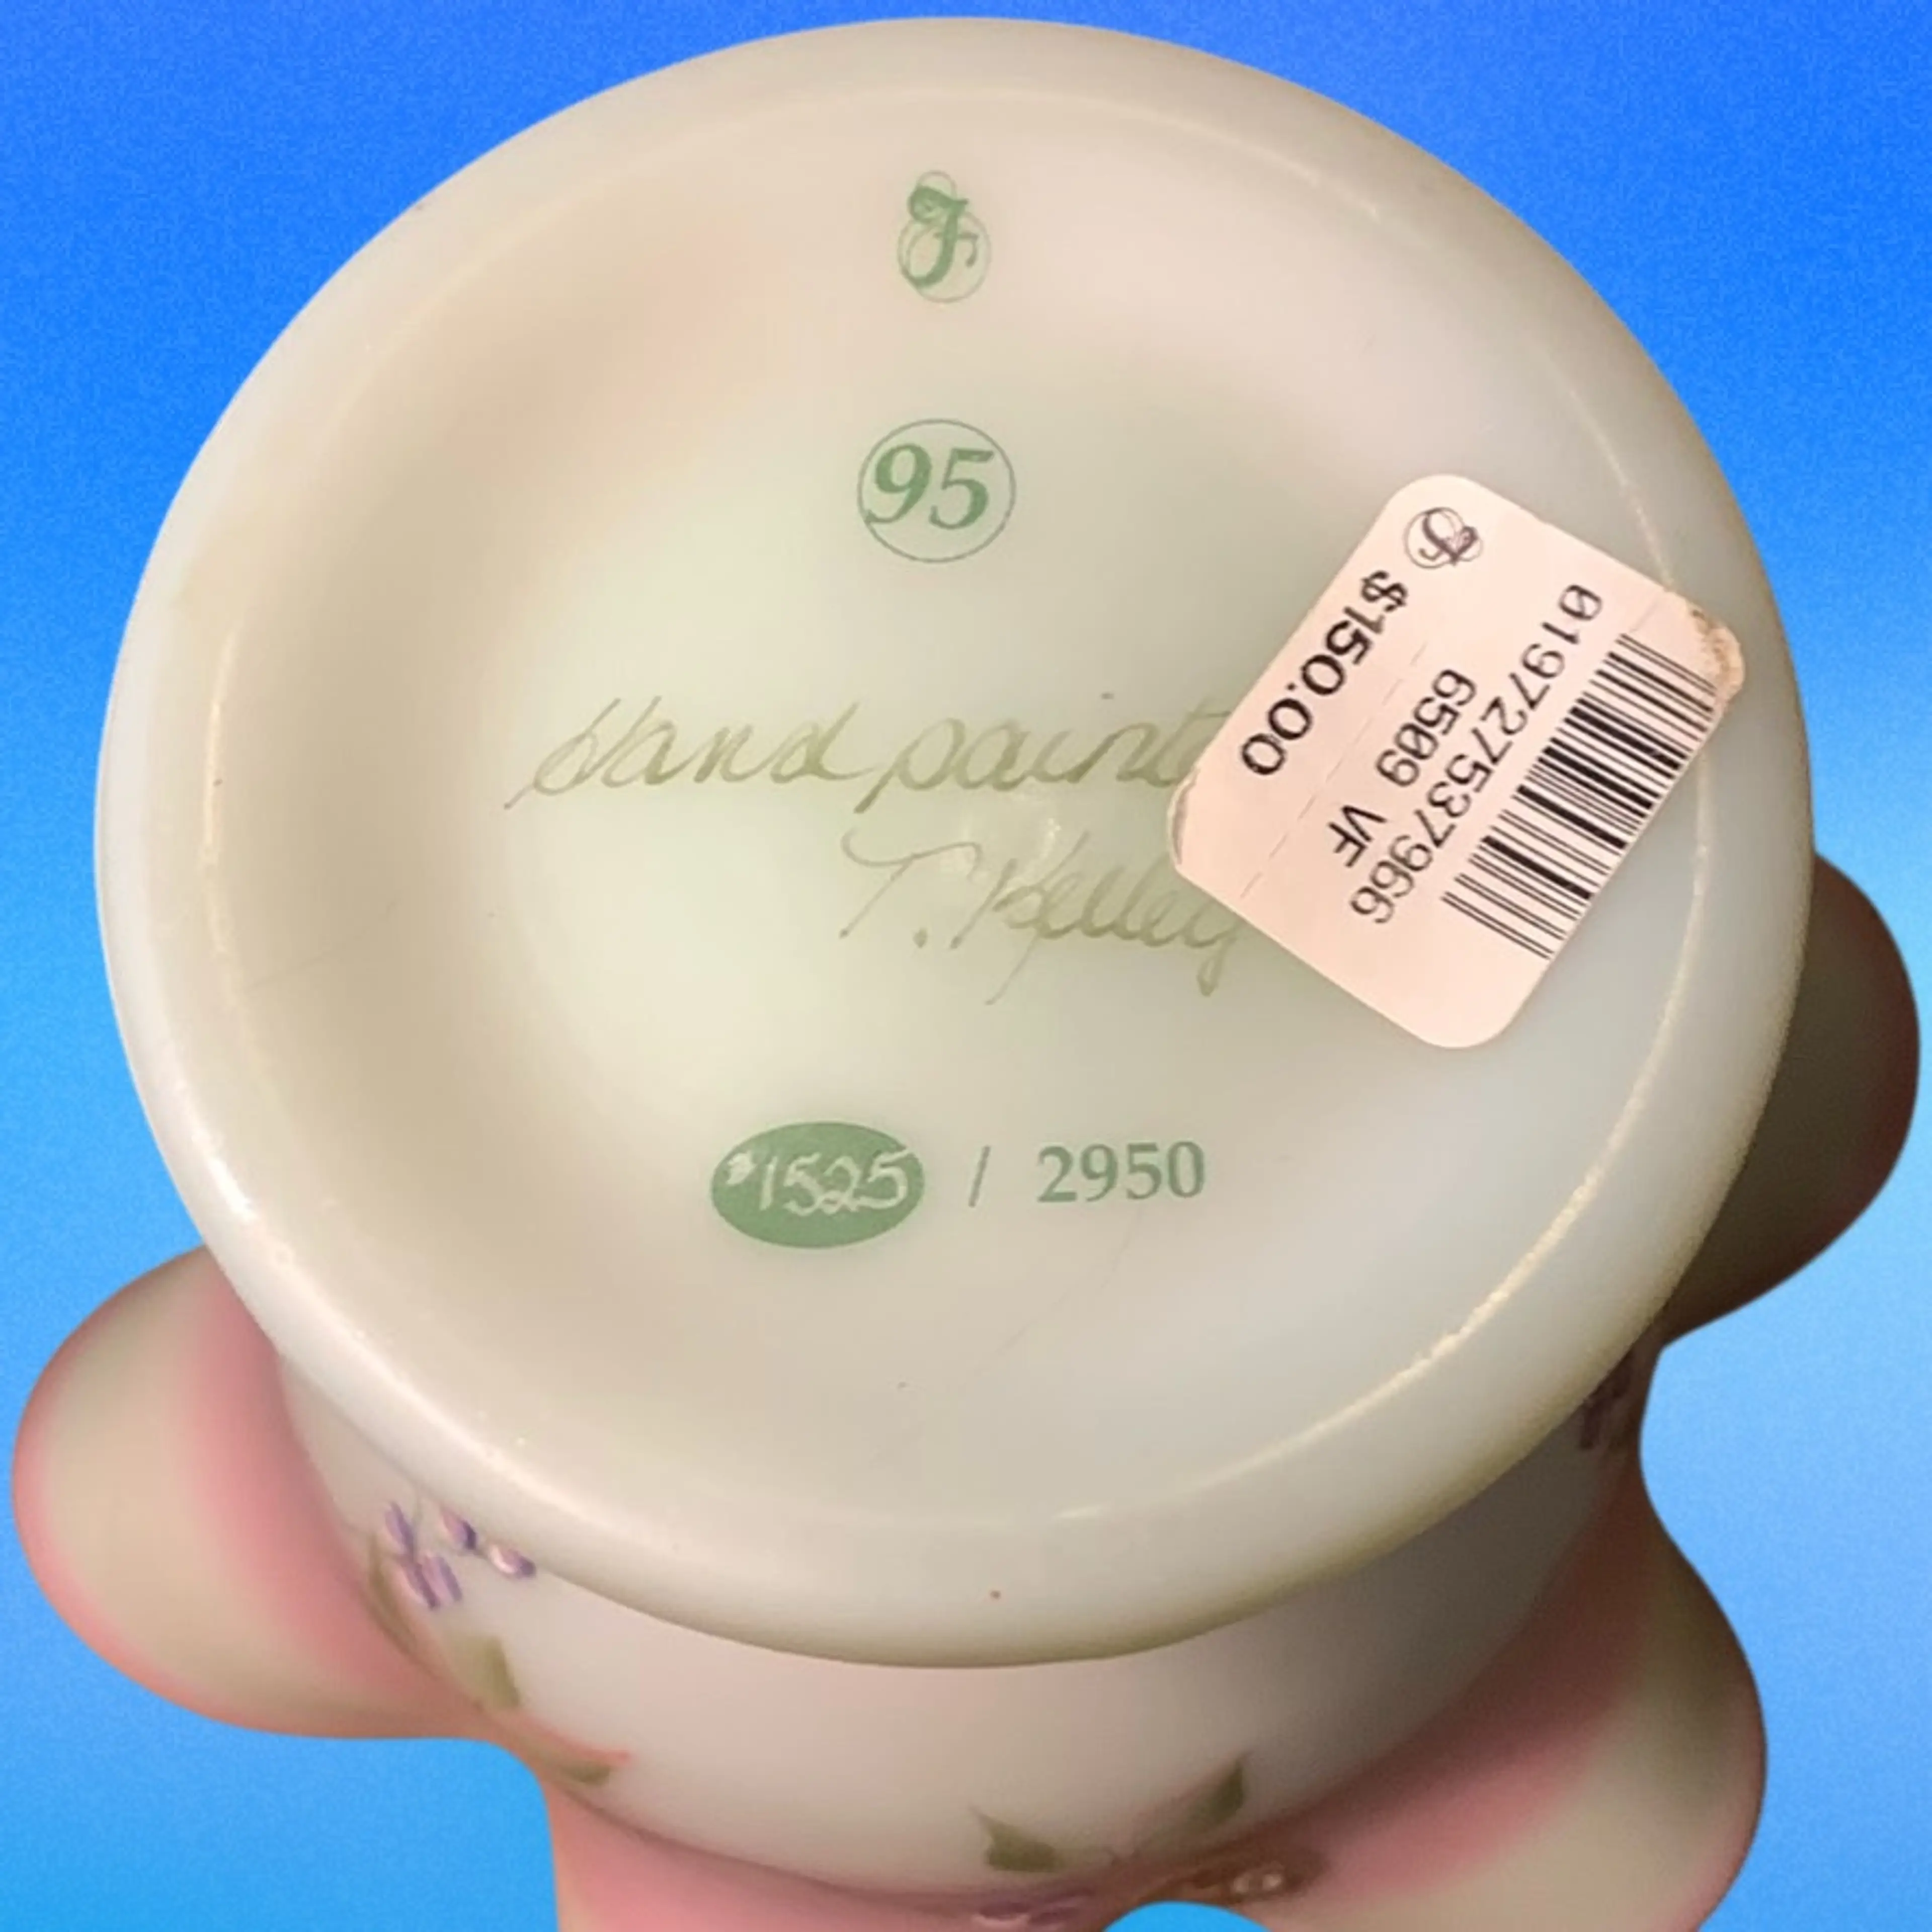 F
95
Hand paint
T. Kelley
#1525 / 2950
F
$150.00
6509 VF
019727537966